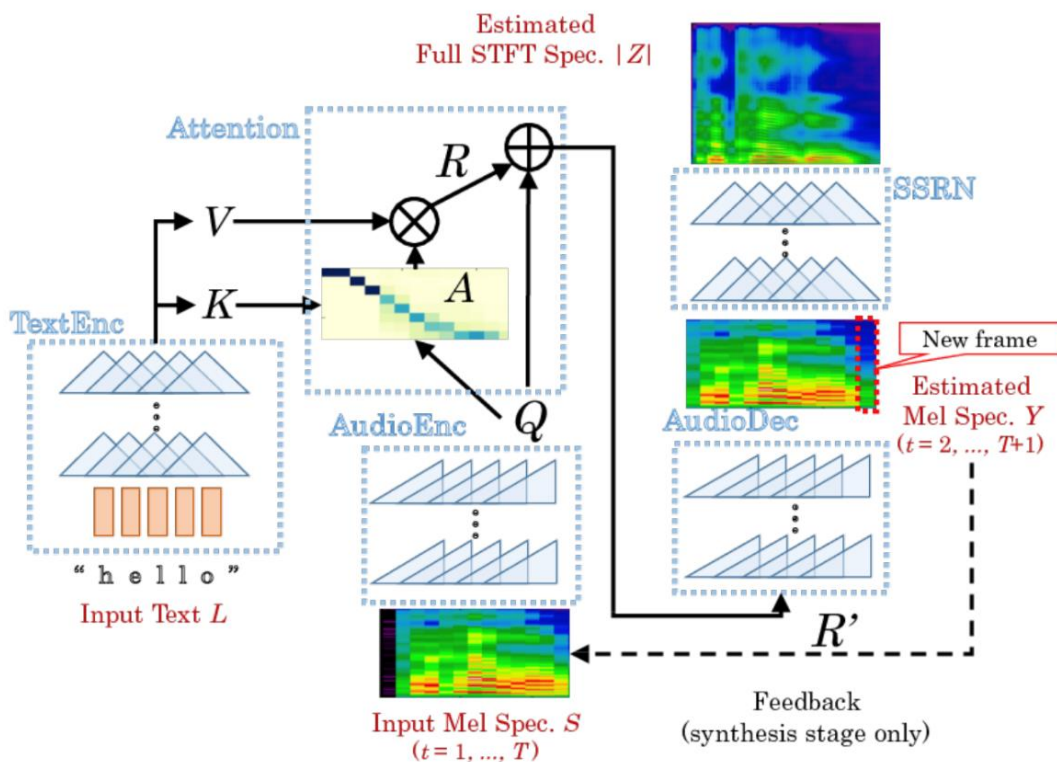 Estimated
Full STFT Spec. |Z|
Attention
R
SSRN
V
A
K
TextEnc
New frame
Q
Estimated
Mel Spec. Y
(t = 2, ..., T+1)
AudioEnc
AudioDec
“hello”
Input Text L
R’
Input Mel Spec. S
(t = 1, ..., T)
Feedback
(synthesis stage only)